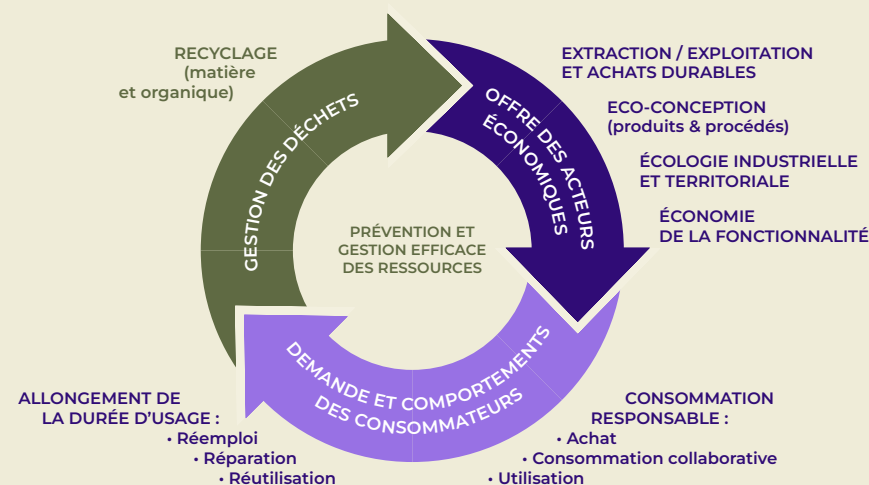 RECYCLAGE
(matière
et organique)
GESTION DES DÉCHETS
OFFRE DES ACTEURS
ÉCONOMIQUES
EXTRACTION / EXPLOITATION
ET ACHATS DURABLES
ECO-CONCEPTION
(produits & procédés)
ÉCOLOGIE INDUSTRIELLE
ET TERRITORIALE
ÉCONOMIE
DE LA FONCTIONNALITÉ
PRÉVENTION ET
GESTION EFFICACE
DES RESSOURCES
DEMANDE ET COMPORTEMENTS
DES CONSOMMATEURS
ALLONGEMENT DE
LA DURÉE D’USAGE :
• Réemploi
• Réparation
• Réutilisation
CONSOMMATION
RESPONSABLE :
• Achat
• Consommation collaborative
• Utilisation